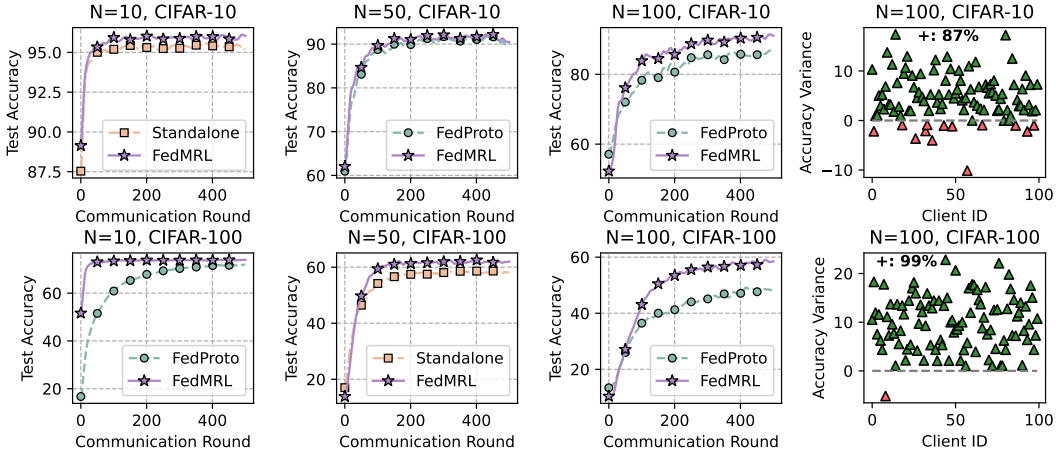 N=10, CIFAR-10
Test Accuracy
95.0
92.5
90.0
87.5
Standalone
FedMRL
0 200 400
Communication Round
N=50, CIFAR-10
Test Accuracy
90
80
70
60
FedProto
FedMRL
0 200 400
Communication Round
N=100, CIFAR-10
Test Accuracy
80
60
FedProto
FedMRL
0 200 400
Communication Round
N=100, CIFAR-10
+: 87%
Accuracy Variance
10
0
−10
0 50 100
Client ID
N=10, CIFAR-100
Test Accuracy
60
40
20
FedProto
FedMRL
0 200 400
Communication Round
N=50, CIFAR-100
Test Accuracy
60
40
20
Standalone
FedMRL
0 200 400
Communication Round
N=100, CIFAR-100
Test Accuracy
60
40
20
FedProto
FedMRL
0 200 400
Communication Round
N=100, CIFAR-100
+: 99%
Accuracy Variance
20
10
0
0 50 100
Client ID